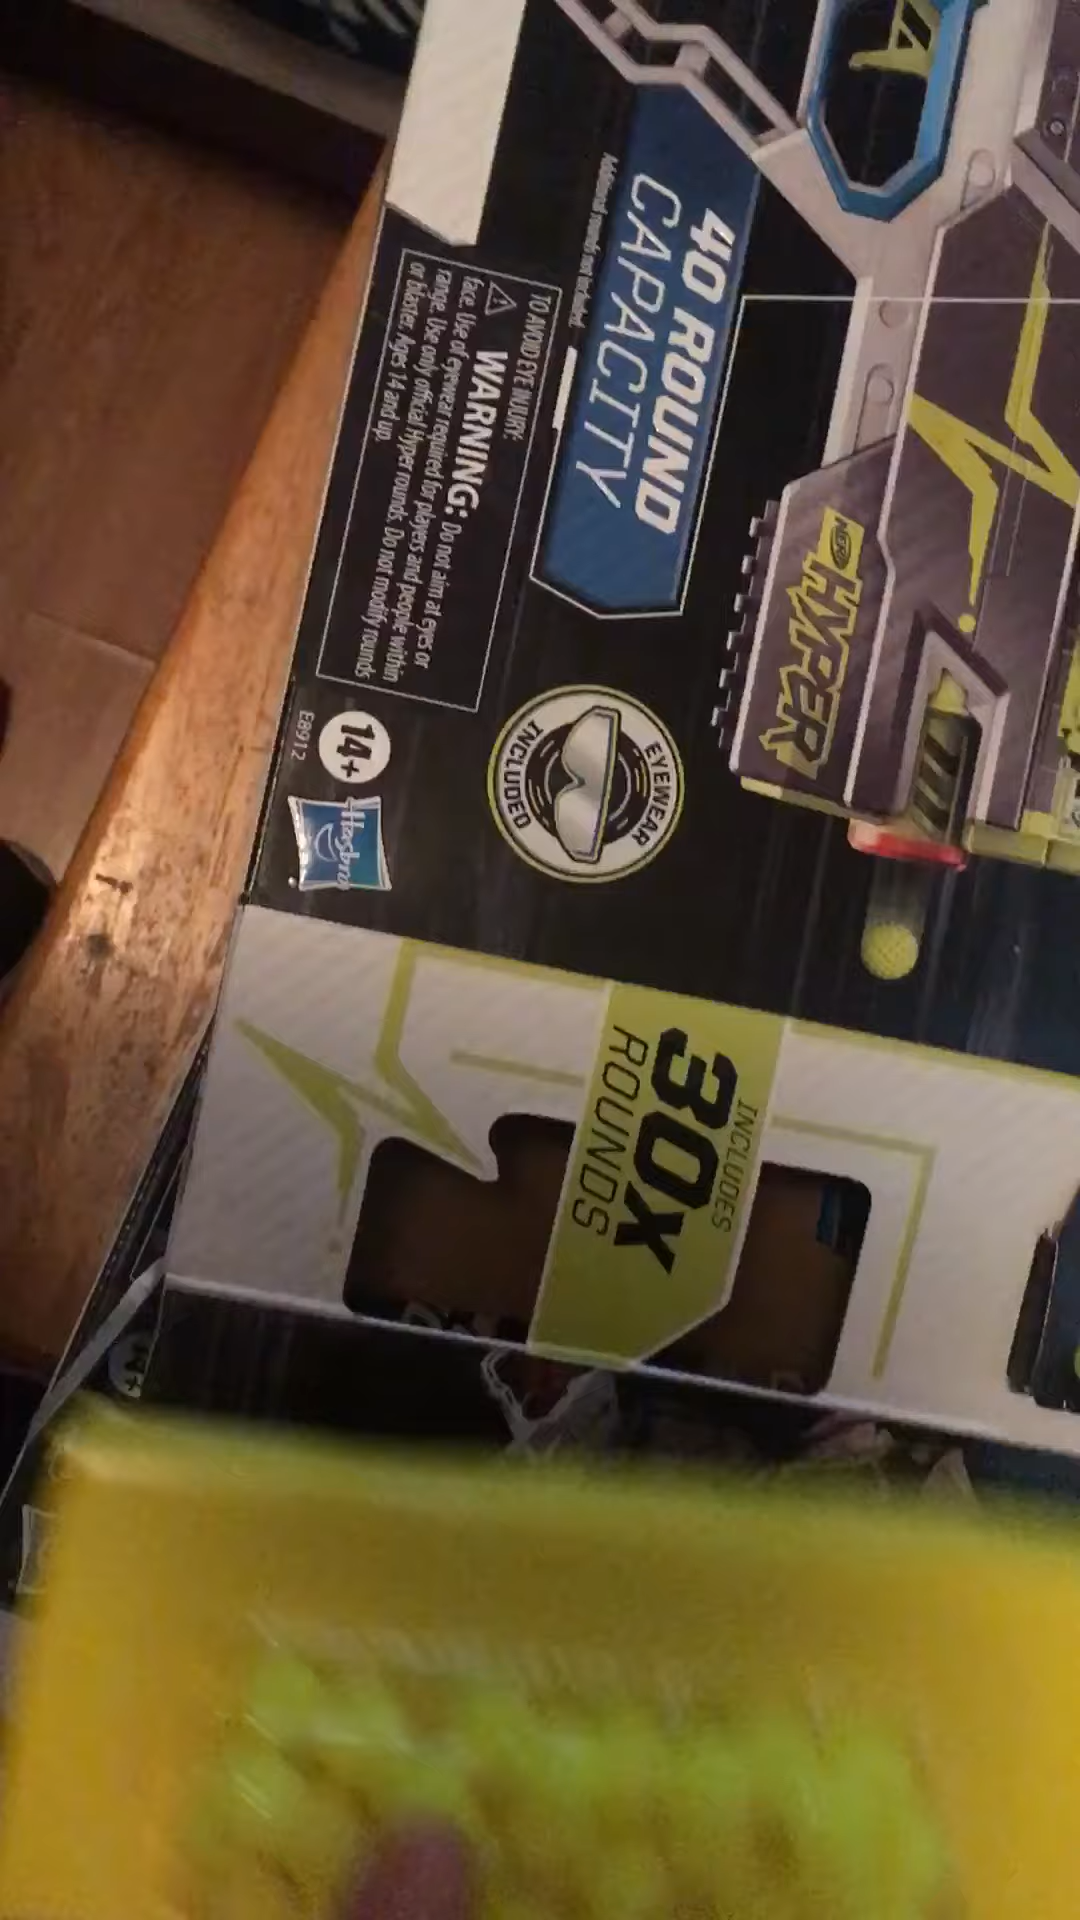 40 ROUND
CAPACITY
Additional rounds not included.
TO AVOID EYE INJURY:
WARNING: Do not aim at eyes or
face. Use of eyewear required for players and people within
range. Use only official Hyper rounds. Do not modify rounds
or blaster. Ages 14 and up.
NERF
HYPER
EYEWEAR
INCLUDED
14+
E8912
Hasbro
INCLUDES
30X
ROUNDS